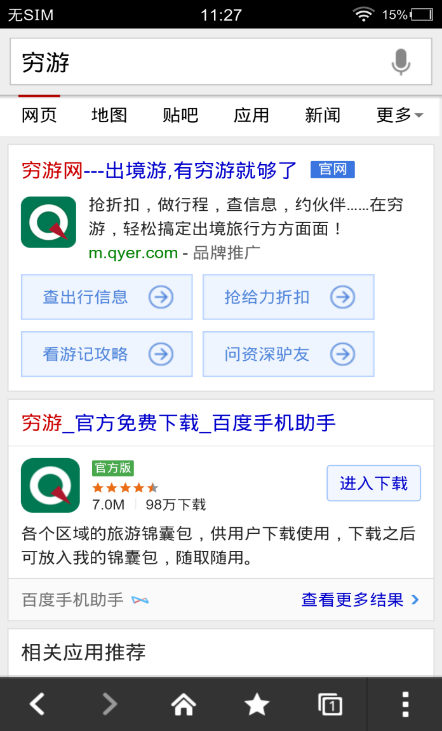 无SIM 11:27 15%
穷游
网页 地图 贴吧 应用 新闻 更多
穷游网---出境游,有穷游就够了 官网
抢折扣，做行程，查信息，约伙伴......在穷
游，轻松搞定出境旅行方方面面！
m.qyer.com - 品牌推广
查出行信息 抢给力折扣
看游记攻略 问资深驴友
穷游_官方免费下载_百度手机助手
官方版
7.0M 98万下载
进入下载
各个区域的旅游锦囊包，供用户下载使用，下载之后
可放入我的锦囊包，随取随用。
百度手机助手 查看更多结果
相关应用推荐
1